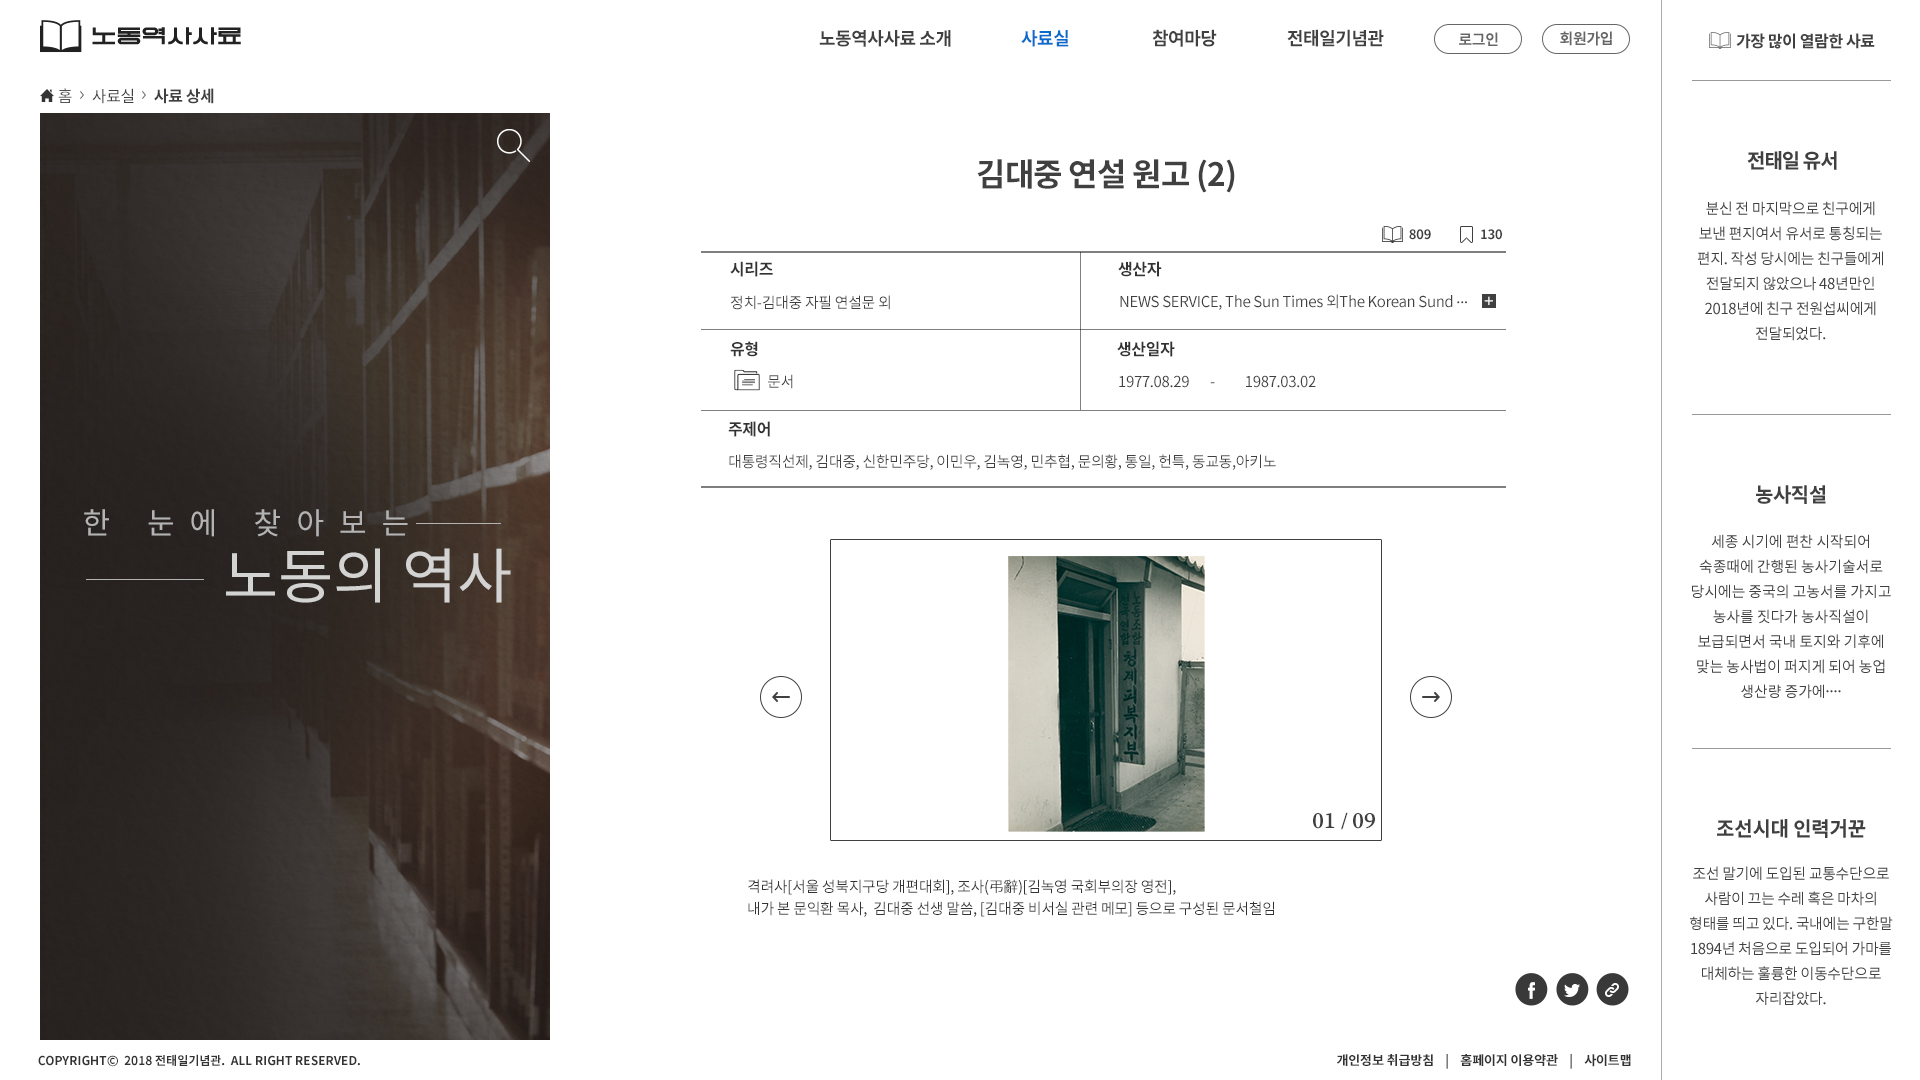 노동역사사료
노동역사사료 소개
사료실
참여마당
전태일기념관
로그인
회원가입
홈 > 사료실 > 사료 상세
한 눈에 찾아보는
노동의 역사
김대중 연설 원고 (2)
809
130
시리즈
정치-김대중 자필 연설문 외
생산자
NEWS SERVICE, The Sun Times 외The Korean Sund ···
유형
문서
생산일자
1977.08.29 - 1987.03.02
주제어
대통령직선제, 김대중, 신한민주당, 이민우, 김녹영, 민추협, 문의황, 통일, 헌특, 동교동,아키노
노동조합
청계피복지부
01 / 09
격려사[서울 성북지구당 개편대회], 조사(弔辭)[김녹영 국회부의장 영전],
내가 본 문익환 목사, 김대중 선생 말씀, [김대중 비서실 관련 메모] 등으로 구성된 문서철임
COPYRIGHT© 2018 전태일기념관. ALL RIGHT RESERVED.
개인정보 취급방침 | 홈페이지 이용약관 | 사이트맵
가장 많이 열람한 사료
전태일 유서
분신 전 마지막으로 친구에게
보낸 편지여서 유서로 통칭되는
편지. 작성 당시에는 친구들에게
전달되지 않았으나 48년만인
2018년에 친구 전원섭씨에게
전달되었다.
농사직설
세종 시기에 편찬 시작되어
숙종때에 간행된 농사기술서로
당시에는 중국의 고농서를 가지고
농사를 짓다가 농사직설이
보급되면서 국내 토지와 기후에
맞는 농사법이 퍼지게 되어 농업
생산량 증가에····
조선시대 인력거꾼
조선 말기에 도입된 교통수단으로
사람이 끄는 수레 혹은 마차의
형태를 띄고 있다. 국내에는 구한말
1894년 처음으로 도입되어 가마를
대체하는 훌륭한 이동수단으로
자리잡았다.